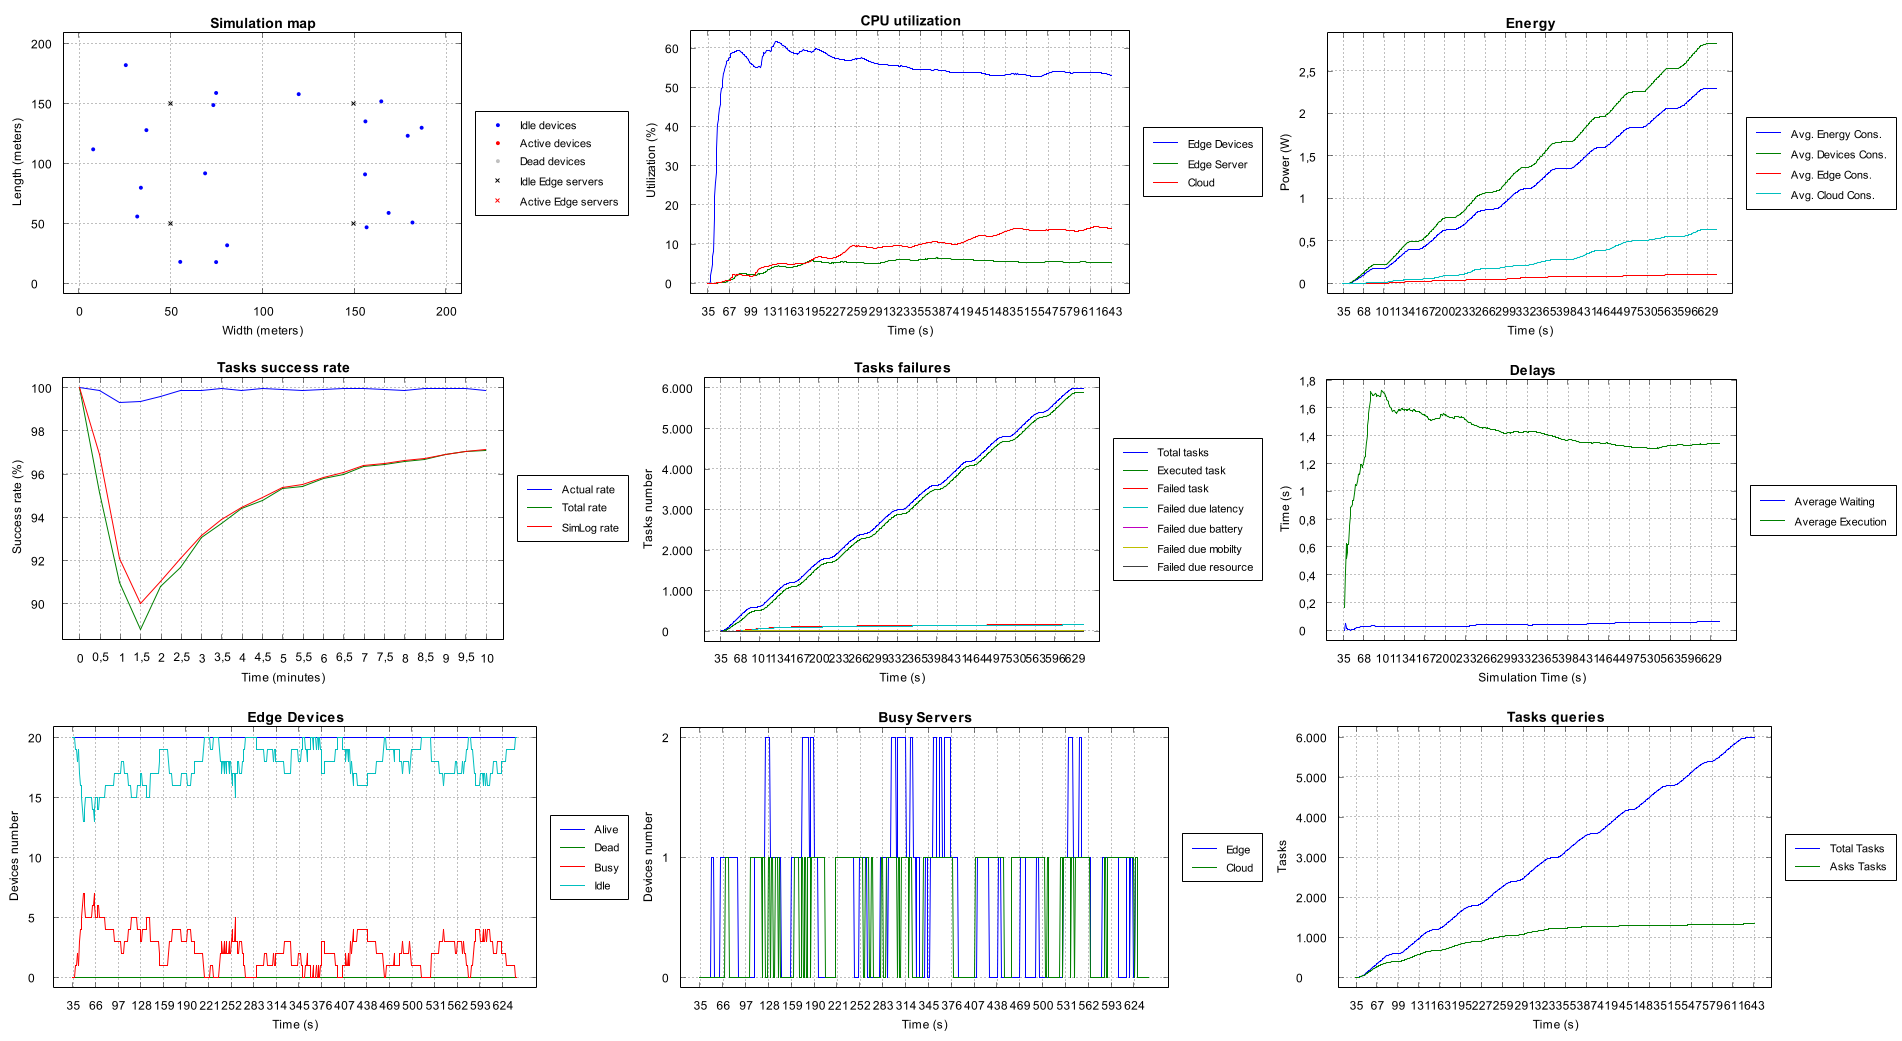 Simulation map
200
150
100
50
0
Length (meters)
0 50 100 150 200
Width (meters)
Idle devices
Active devices
Dead devices
Idle Edge servers
Active Edge servers
CPU utilization
60
50
40
30
20
10
0
Utilization (%)
Time (s)
Edge Devices
Edge Server
Cloud
Energy
2,5
2
1,5
1
0,5
0
Power (W)
Time (s)
Avg. Energy Cons.
Avg. Devices Cons.
Avg. Edge Cons.
Avg. Cloud Cons.
Tasks success rate
100
98
96
94
92
90
Success rate (%)
0 0,5 1 1,5 2 2,5 3 3,5 4 4,5 5 5,5 6 6,5 7 7,5 8 8,5 9 9,5 10
Time (minutes)
Actual rate
Total rate
SimLog rate
Tasks failures
6.000
5.000
4.000
3.000
2.000
1.000
0
Tasks number
Time (s)
Total tasks
Executed task
Failed task
Failed due latency
Failed due battery
Failed due mobilty
Failed due resource
Delays
1,8
1,6
1,4
1,2
1
0,8
0,6
0,4
0,2
0
Time (s)
Simulation Time (s)
Average Waiting
Average Execution
Edge Devices
20
15
10
5
0
Devices number
35 66 97 128 159 190 221 252 283 314 345 376 407 438 469 500 531 562 593 624
Time (s)
Alive
Dead
Busy
Idle
Busy Servers
2
1
0
Devices number
35 66 97 128 159 190 221 252 283 314 345 376 407 438 469 500 531 562 593 624
Time (s)
Edge
Cloud
Tasks queries
6.000
5.000
4.000
3.000
2.000
1.000
0
Tasks
Time (s)
Total Tasks
Asks Tasks